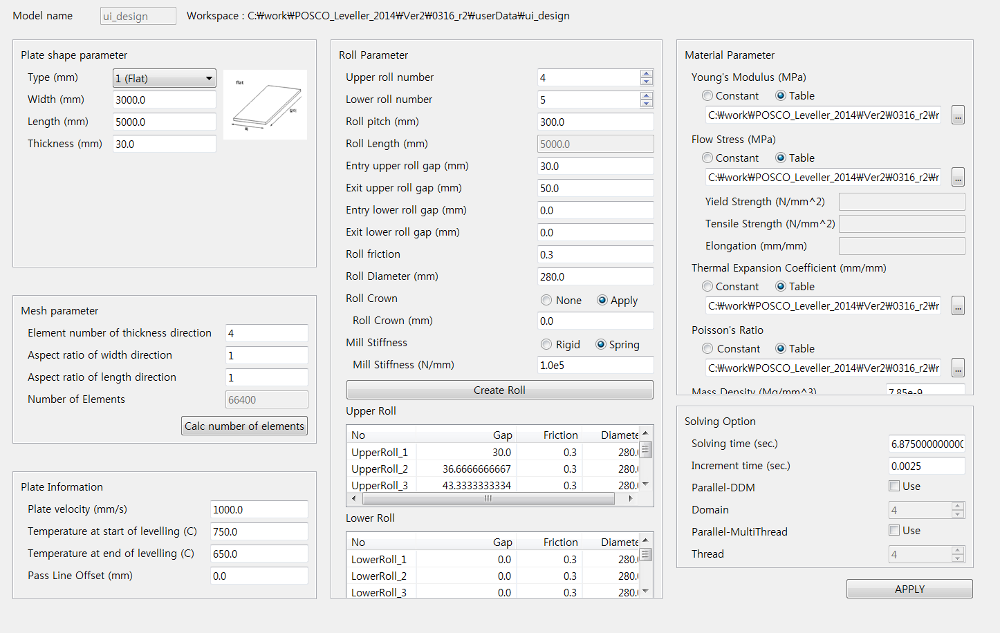 Model name ui_design Workspace : C:₩work₩POSCO_Leveller_2014₩Ver2₩0316_r2₩userData₩ui_design
Plate shape parameter
Type (mm) 1 (Flat)
Width (mm) 3000.0
Length (mm) 5000.0
Thickness (mm) 30.0
flat
길이
폭
Mesh parameter
Element number of thickness direction 4
Aspect ratio of width direction 1
Aspect ratio of length direction 1
Number of Elements 66400
Calc number of elements
Plate Information
Plate velocity (mm/s) 1000.0
Temperature at start of levelling (C) 750.0
Temperature at end of levelling (C) 650.0
Pass Line Offset (mm) 0.0
Roll Parameter
Upper roll number 4
Lower roll number 5
Roll pitch (mm) 300.0
Roll Length (mm) 5000.0
Entry upper roll gap (mm) 30.0
Exit upper roll gap (mm) 50.0
Entry lower roll gap (mm) 0.0
Exit lower roll gap (mm) 0.0
Roll friction 0.3
Roll Diameter (mm) 280.0
Roll Crown None Apply
Roll Crown (mm) 0.0
Mill Stiffness Rigid Spring
Mill Stiffness (N/mm) 1.0e5
Create Roll
Upper Roll
No Gap Friction Diamete
UpperRoll_1 30.0 0.3 280.0
UpperRoll_2 36.6666666667 0.3 280.0
UpperRoll_3 43.3333333334 0.3 280.0
Lower Roll
No Gap Friction Diamete
LowerRoll_1 0.0 0.3 280.0
LowerRoll_2 0.0 0.3 280.0
LowerRoll_3 0.0 0.3 280.0
Material Parameter
Young's Modulus (MPa)
Constant Table
C:₩work₩POSCO_Leveller_2014₩Ver2₩0316_r2₩r ...
Flow Stress (MPa)
Constant Table
C:₩work₩POSCO_Leveller_2014₩Ver2₩0316_r2₩r ...
Yield Strength (N/mm^2)
Tensile Strength (N/mm^2)
Elongation (mm/mm)
Thermal Expansion Coefficient (mm/mm)
Constant Table
C:₩work₩POSCO_Leveller_2014₩Ver2₩0316_r2₩r ...
Poisson's Ratio
Constant Table
C:₩work₩POSCO_Leveller_2014₩Ver2₩0316_r2₩r ...
Mass Density (Mg/mm^3) 7.85e-9
Solving Option
Solving time (sec.) 6.875000000000
Increment time (sec.) 0.0025
Parallel-DDM Use
Domain 4
Parallel-MultiThread Use
Thread 4
APPLY